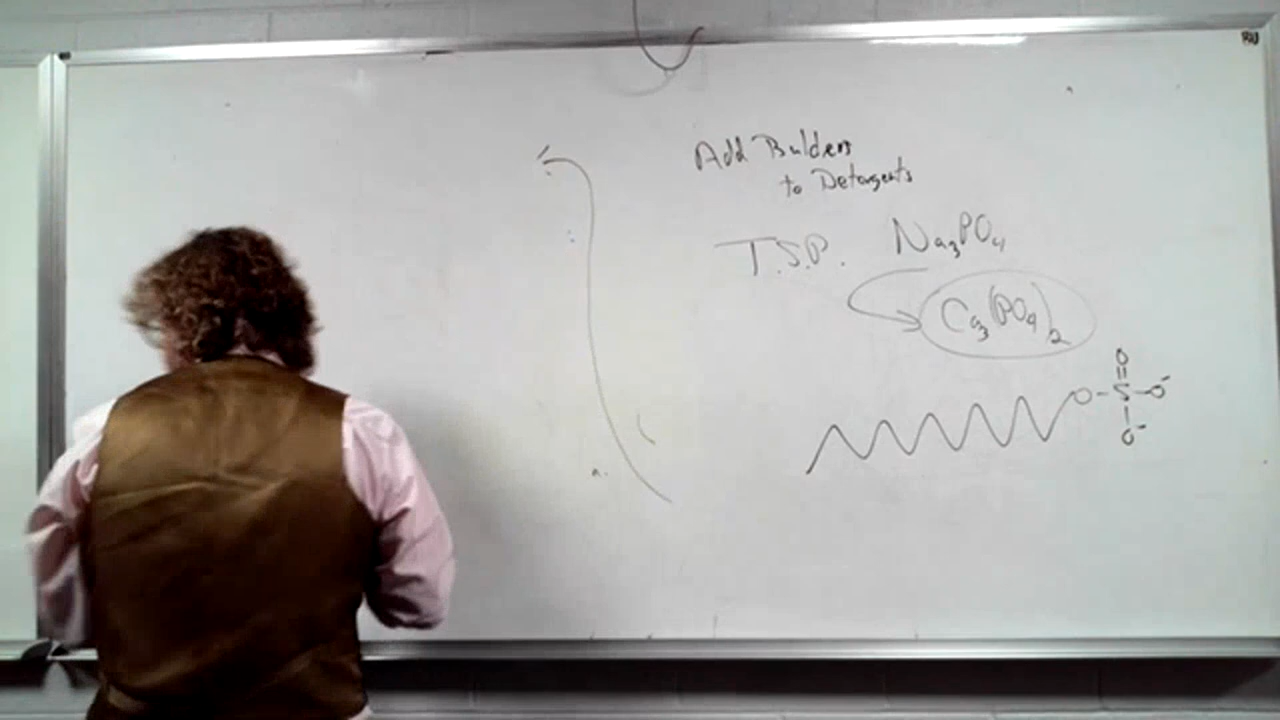 Add Builders
to Detergents
T.S.P. Na₃PO₄
Ca₃(PO₄)₂
O
O-S-O⁻
O⁻